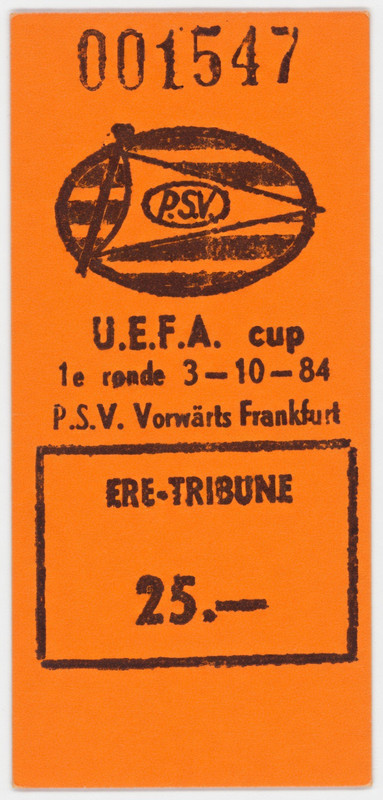 001547
P.S.V.
U.E.F.A. cup
1e ronde 3-10-84
P.S.V. Vorwärts Frankfurt
ERE-TRIBUNE
25.—